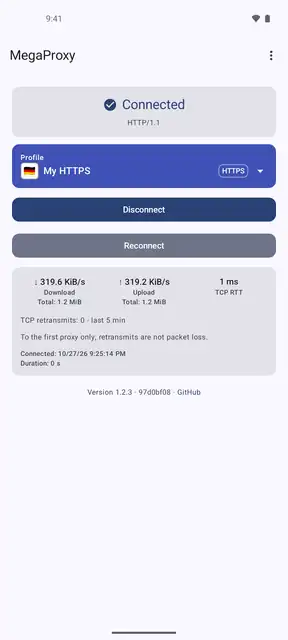 9:41
MegaProxy
Connected
HTTP/1.1
Profile
My HTTPS
HTTPS
Disconnect
Reconnect
↓ 319.6 KiB/s
Download
Total: 1.2 MiB
↑ 319.2 KiB/s
Upload
Total: 1.2 MiB
1 ms
TCP RTT
TCP retransmits: 0 · last 5 min
To the first proxy only; retransmits are not packet loss.
Connected: 10/27/26 9:25:14 PM
Duration: 0 s
Version 1.2.3 · 97d0bf08 · GitHub